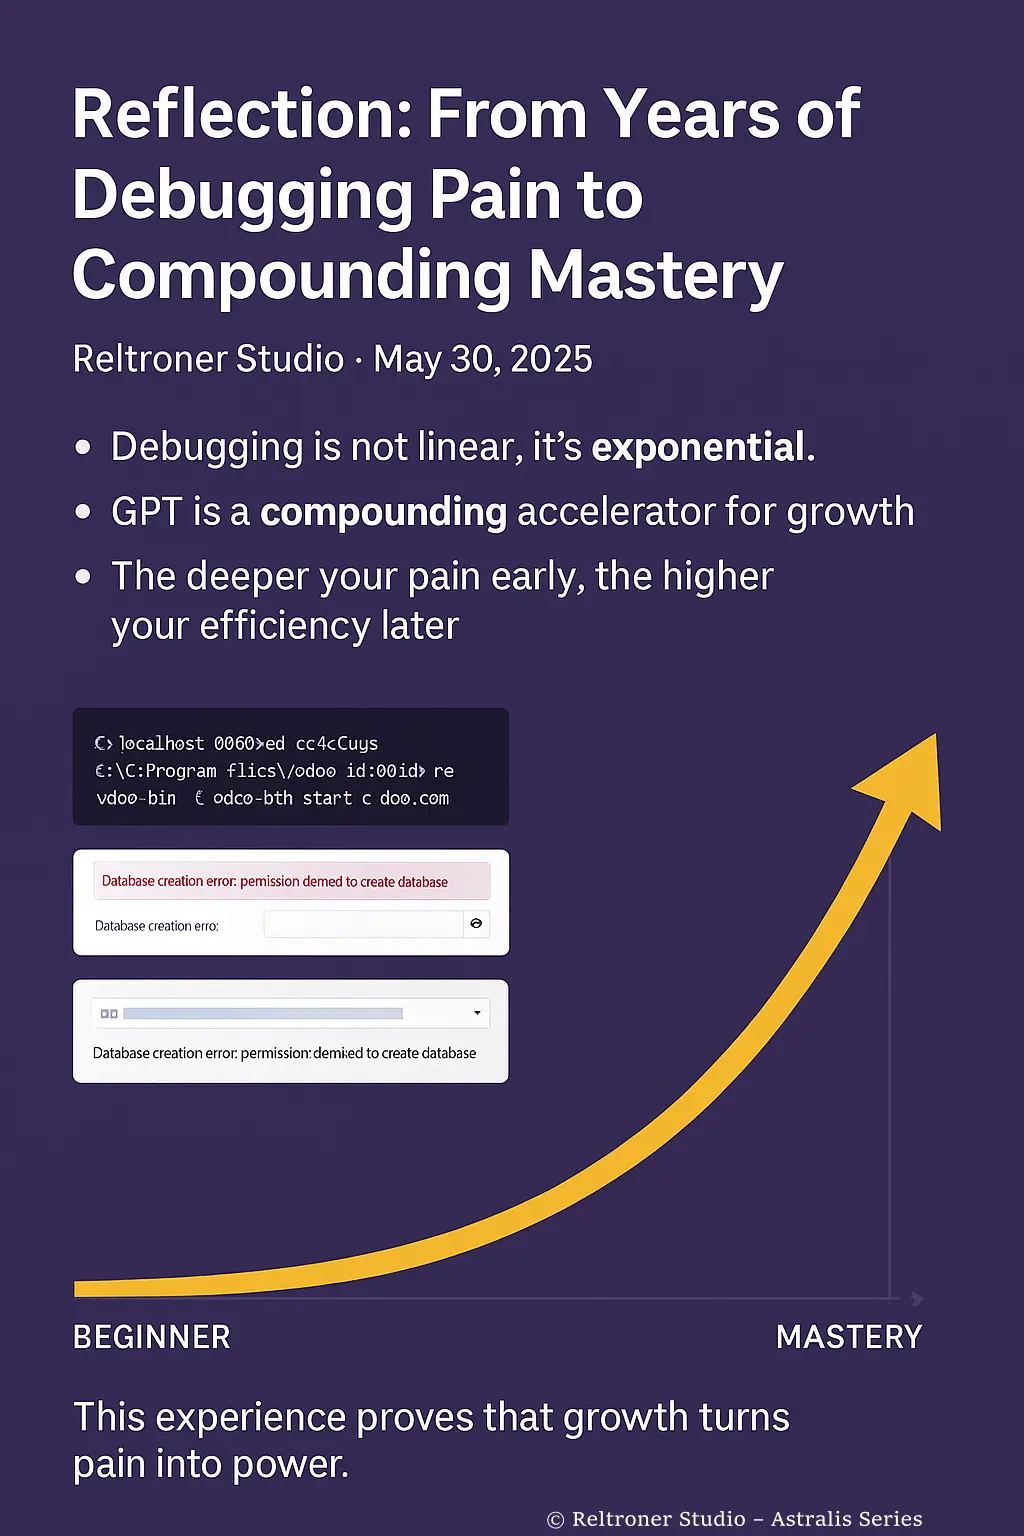 Reflection: From Years of
Debugging Pain to
Compounding Mastery
Reltroner Studio · May 30, 2025
• Debugging is not linear, it’s exponential.
• GPT is a compounding accelerator for growth
• The deeper your pain early, the higher
your efficiency later
localhost 0060>ed cc4cCuys
€:\C:Program flics\/odoo id:00id> re
vdoo-bin € odco-bth start c doo.com
Database creation error: pemission demed to create database
Database creation erro:
Database creation error: permission: to create database
BEGINNER
MASTERY
This experience proves that growth turns
pain into power.
© Reltroner Studio – Astralis Series